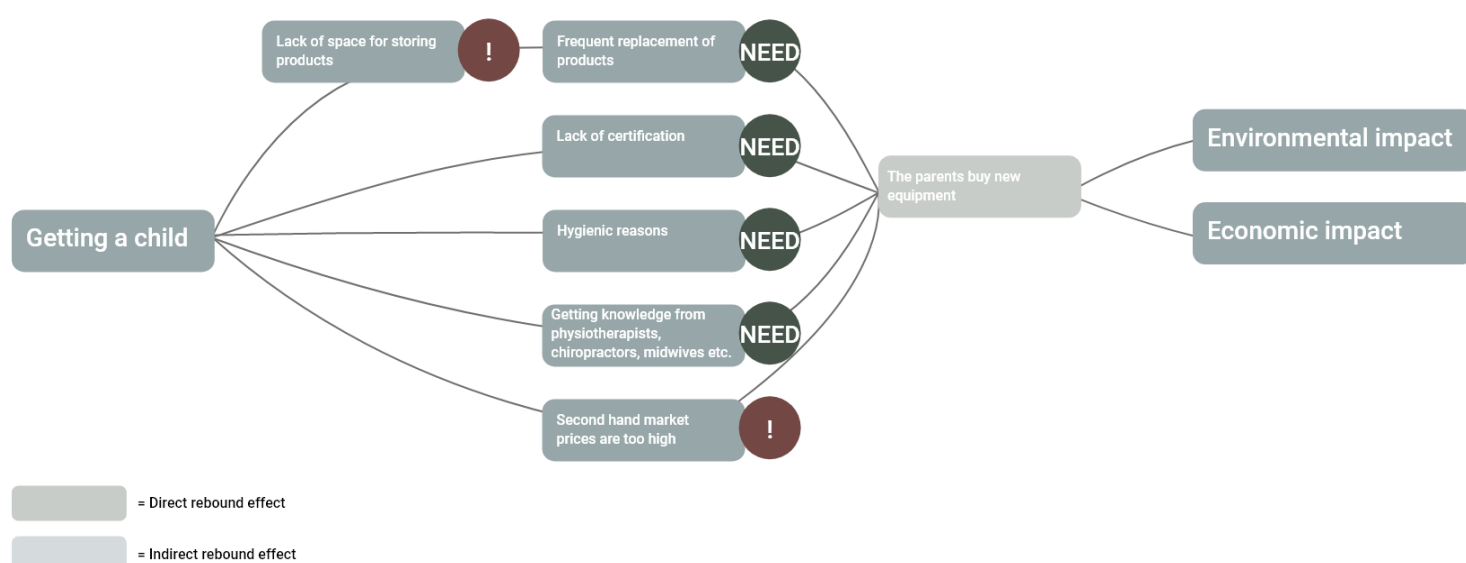 Lack of space for storing
products
!
Frequent replacement of
products
NEED
Lack of certification
NEED
The parents buy new
equipment
Environmental impact
Getting a child
Hygienic reasons
NEED
Economic impact
Getting knowledge from
physiotherapists,
chiropractors, midwives etc.
NEED
Second hand market
prices are too high
!
= Direct rebound effect
= Indirect rebound effect